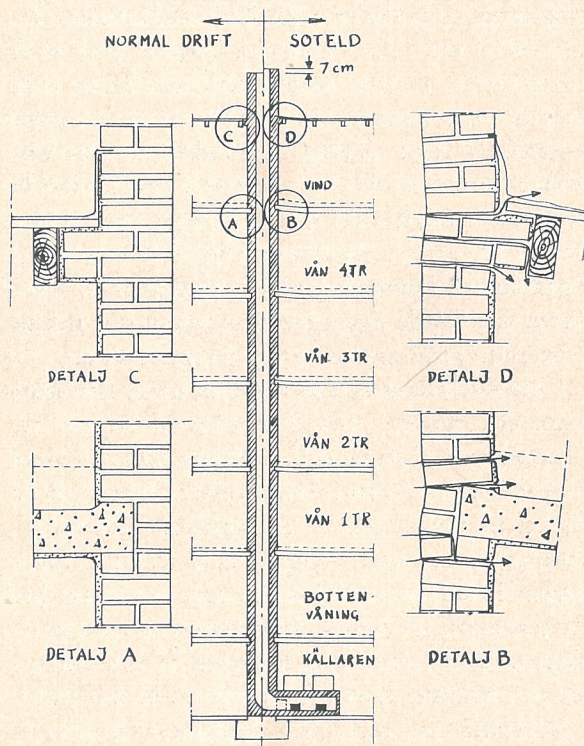 NORMAL DRIFT
SOTELD
7 cm
C
D
VIND
A
B
VÅN 4TR
DETALJ C
VÅN 3TR
DETALJ D
VÅN 2TR
VÅN 1TR
BOTTEN-
VÅNING
DETALJ A
KÄLLAREN
DETALJ B